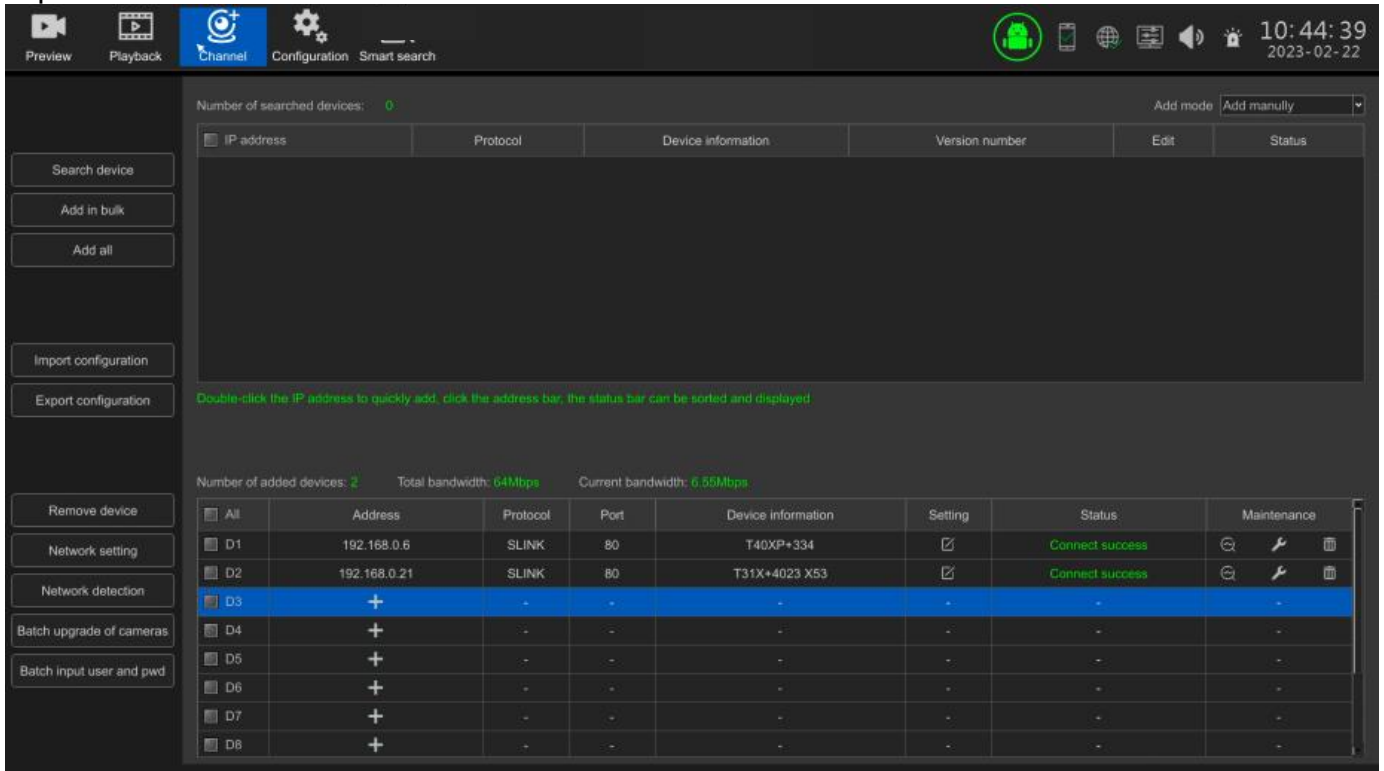 10:44:39
Preview Playback Channel Configuration Smart search
2023-02-22
Number of searched devices: 0 Add mode Add manully
IP address Protocol Device information Version number Edit Status
Search device
Add in bulk
Add all
Import configuration
Export configuration
Double-click the IP address to quickly add, click the address bar, the status bar can be sorted and displayed
Number of added devices: 2 Total bandwidth: 64Mbps Current bandwidth: 6.55Mbps
Remove device
All Address Protocol Port Device information Setting Status Maintenance
D1 192.168.0.6 SLINK 80 T40XP+334 Connect success
Network setting
D2 192.168.0.21 SLINK 80 T31X+4023 X53 Connect success
Network detection
D3 + - - - - - -
Batch upgrade of cameras
D4 + - - - - - -
D5 + - - - - - -
Batch input user and pwd
D6 + - - - - - -
D7 + - - - - - -
D8 + - - - - - -